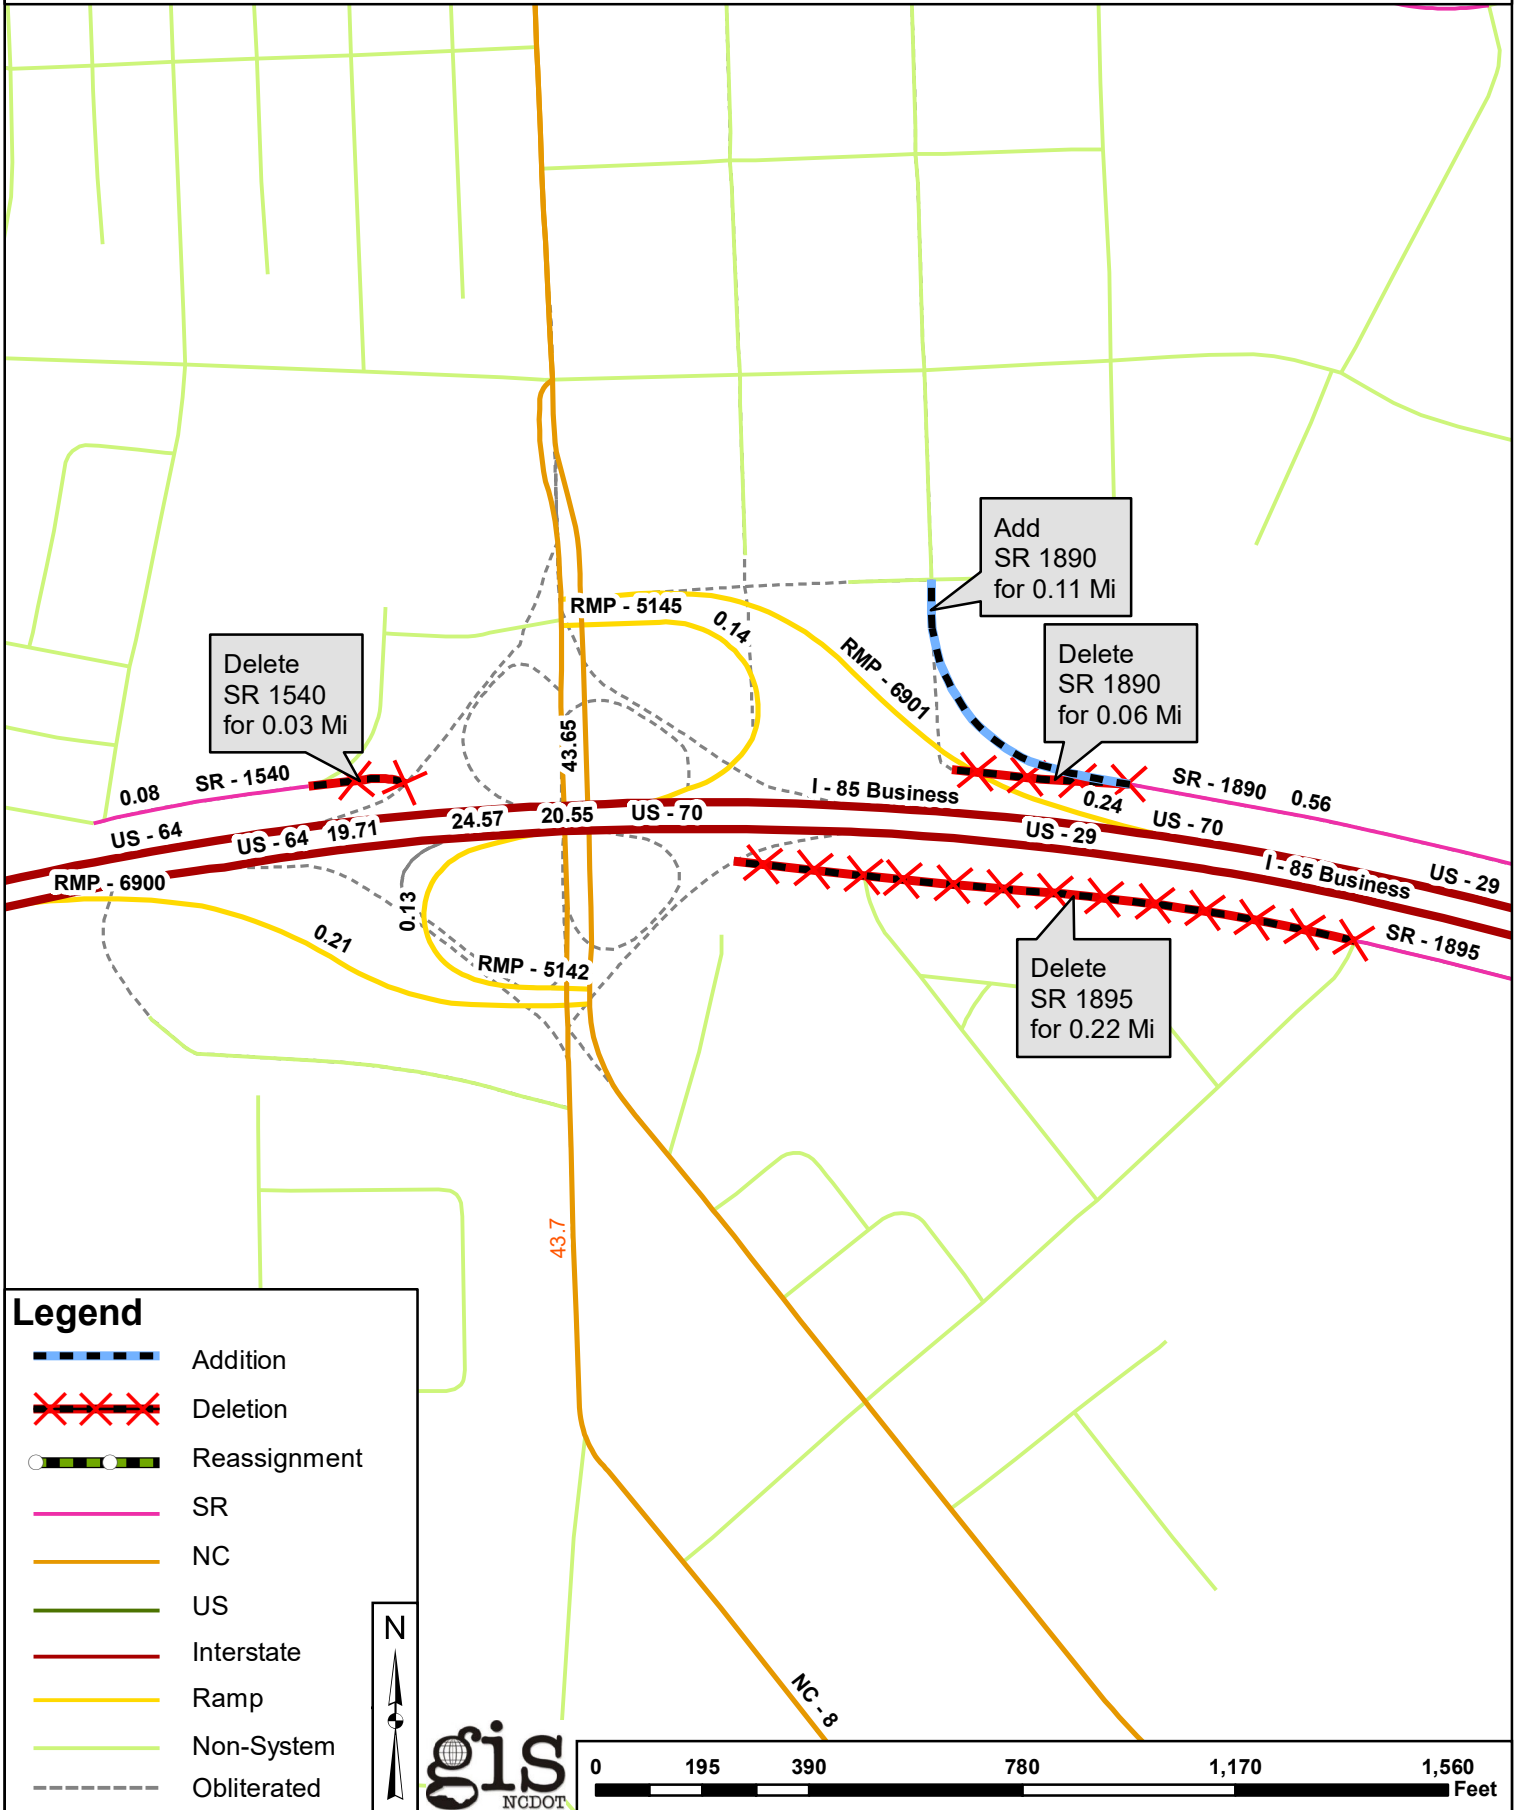 Add
SR 1890
for 0.11 Mi
RMP - 5145
0.14
RMP - 6901
Delete
SR 1540
for 0.03 Mi
Delete
SR 1890
for 0.06 Mi
43.65
0.08
SR - 1540
I - 85 Business
SR - 1890
0.56
0.24
US - 64
US - 64
19.71
24.57
20.55
US - 70
US - 29
US - 70
I - 85 Business
US - 29
RMP - 6900
0.13
0.21
RMP - 5142
SR - 1895
Delete
SR 1895
for 0.22 Mi
43.7
NC - 8
Legend
Addition
Deletion
Reassignment
SR
NC
US
Interstate
Ramp
Non-System
Obliterated
N
gis
NCDOT
0 195 390 780 1,170 1,560
Feet